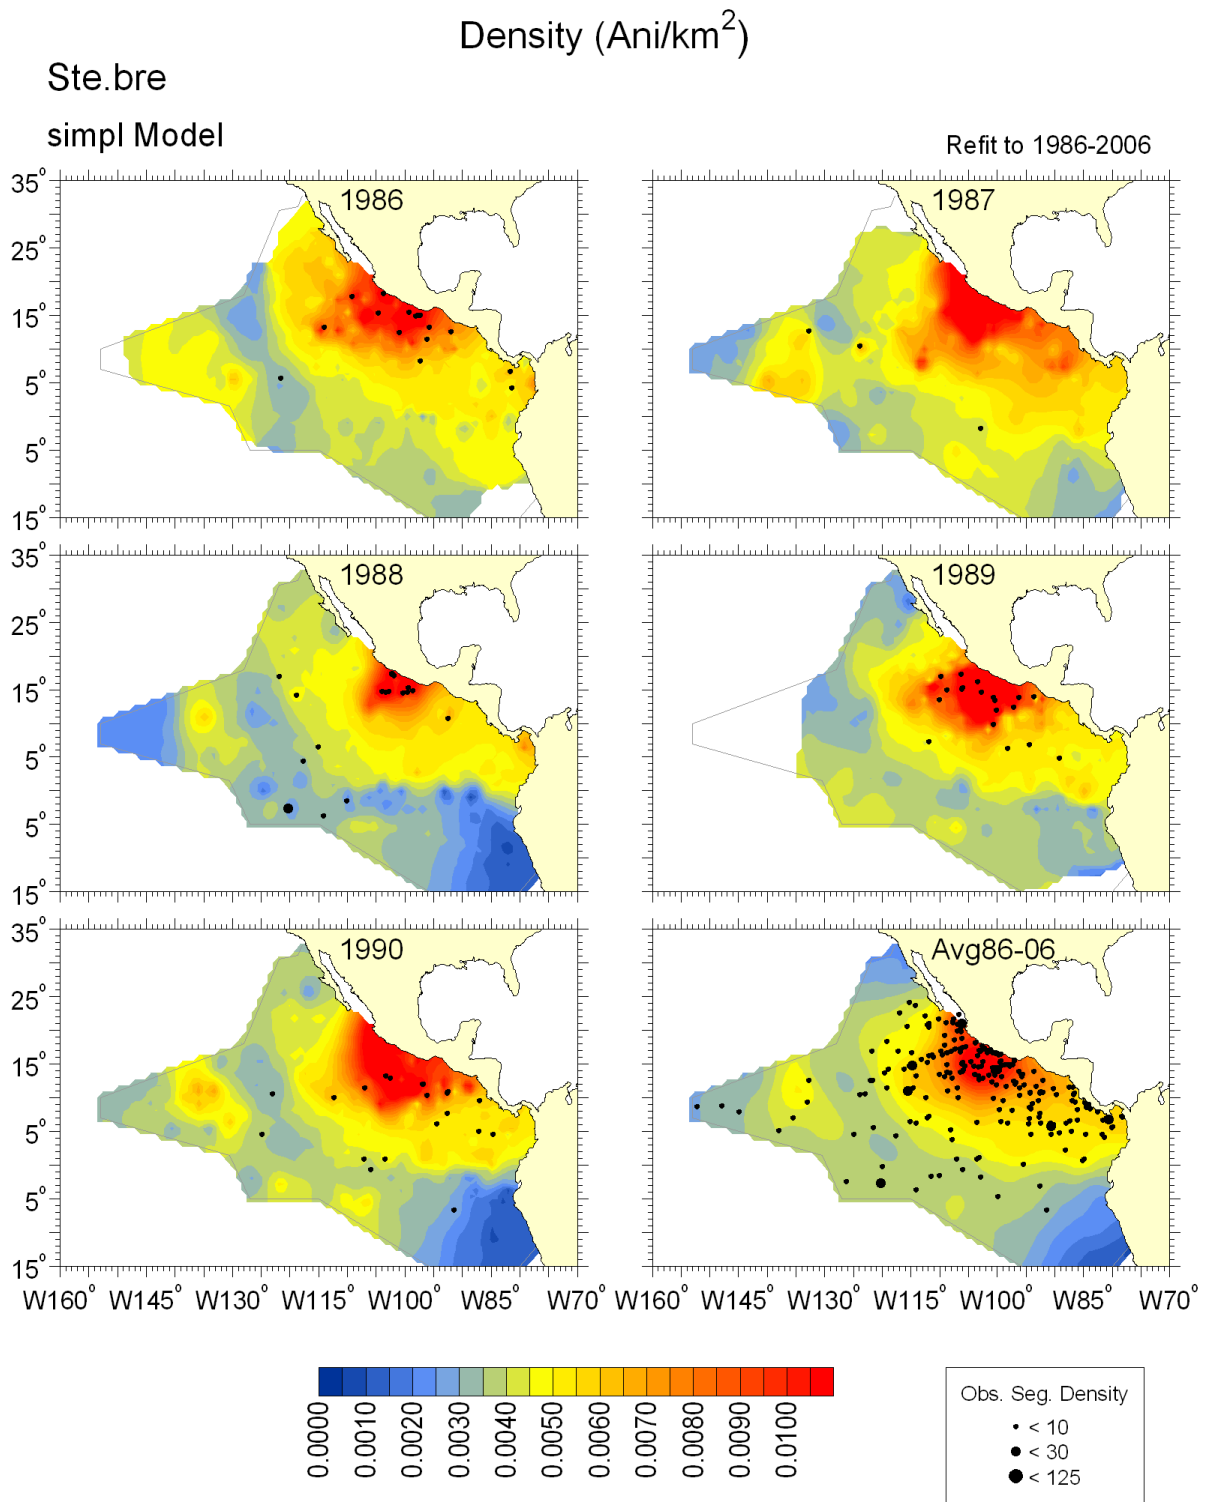 Density (Ani/km²)
Ste.bre
simpl Model
Refit to 1986-2006
1986
35°
25°
15°
5°
5°
15°
1987
1988
35°
25°
15°
5°
5°
15°
1989
1990
35°
25°
15°
5°
5°
15°
Avg86-06
W160° W145° W130° W115° W100° W85° W70°
W160° W145° W130° W115° W100° W85° W70°
0.0000 0.0010 0.0020 0.0030 0.0040 0.0050 0.0060 0.0070 0.0080 0.0090 0.0100
Obs. Seg. Density
< 10
< 30
< 125